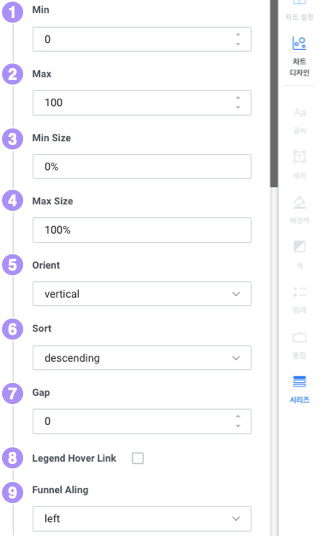 1 Min
0
2 Max
100
3 Min Size
0%
4 Max Size
100%
5 Orient
vertical
6 Sort
descending
7 Gap
0
8 Legend Hover Link
9 Funnel Aling
left
차트 설정
차트
디자인
Aa
글꼴
제목
배경색
색
범례
툴팁
시리즈